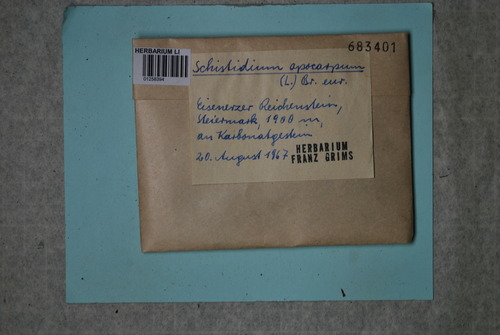 HERBARIUM LI
01258094
683401
Schistidium apocarpum
(L.) Br. eur.
Eisenerzer Reichenstein,
Steiermark, 1900 m,
an Karbonatgestein
20. August 1967
HERBARIUM
FRANZ GRIMS